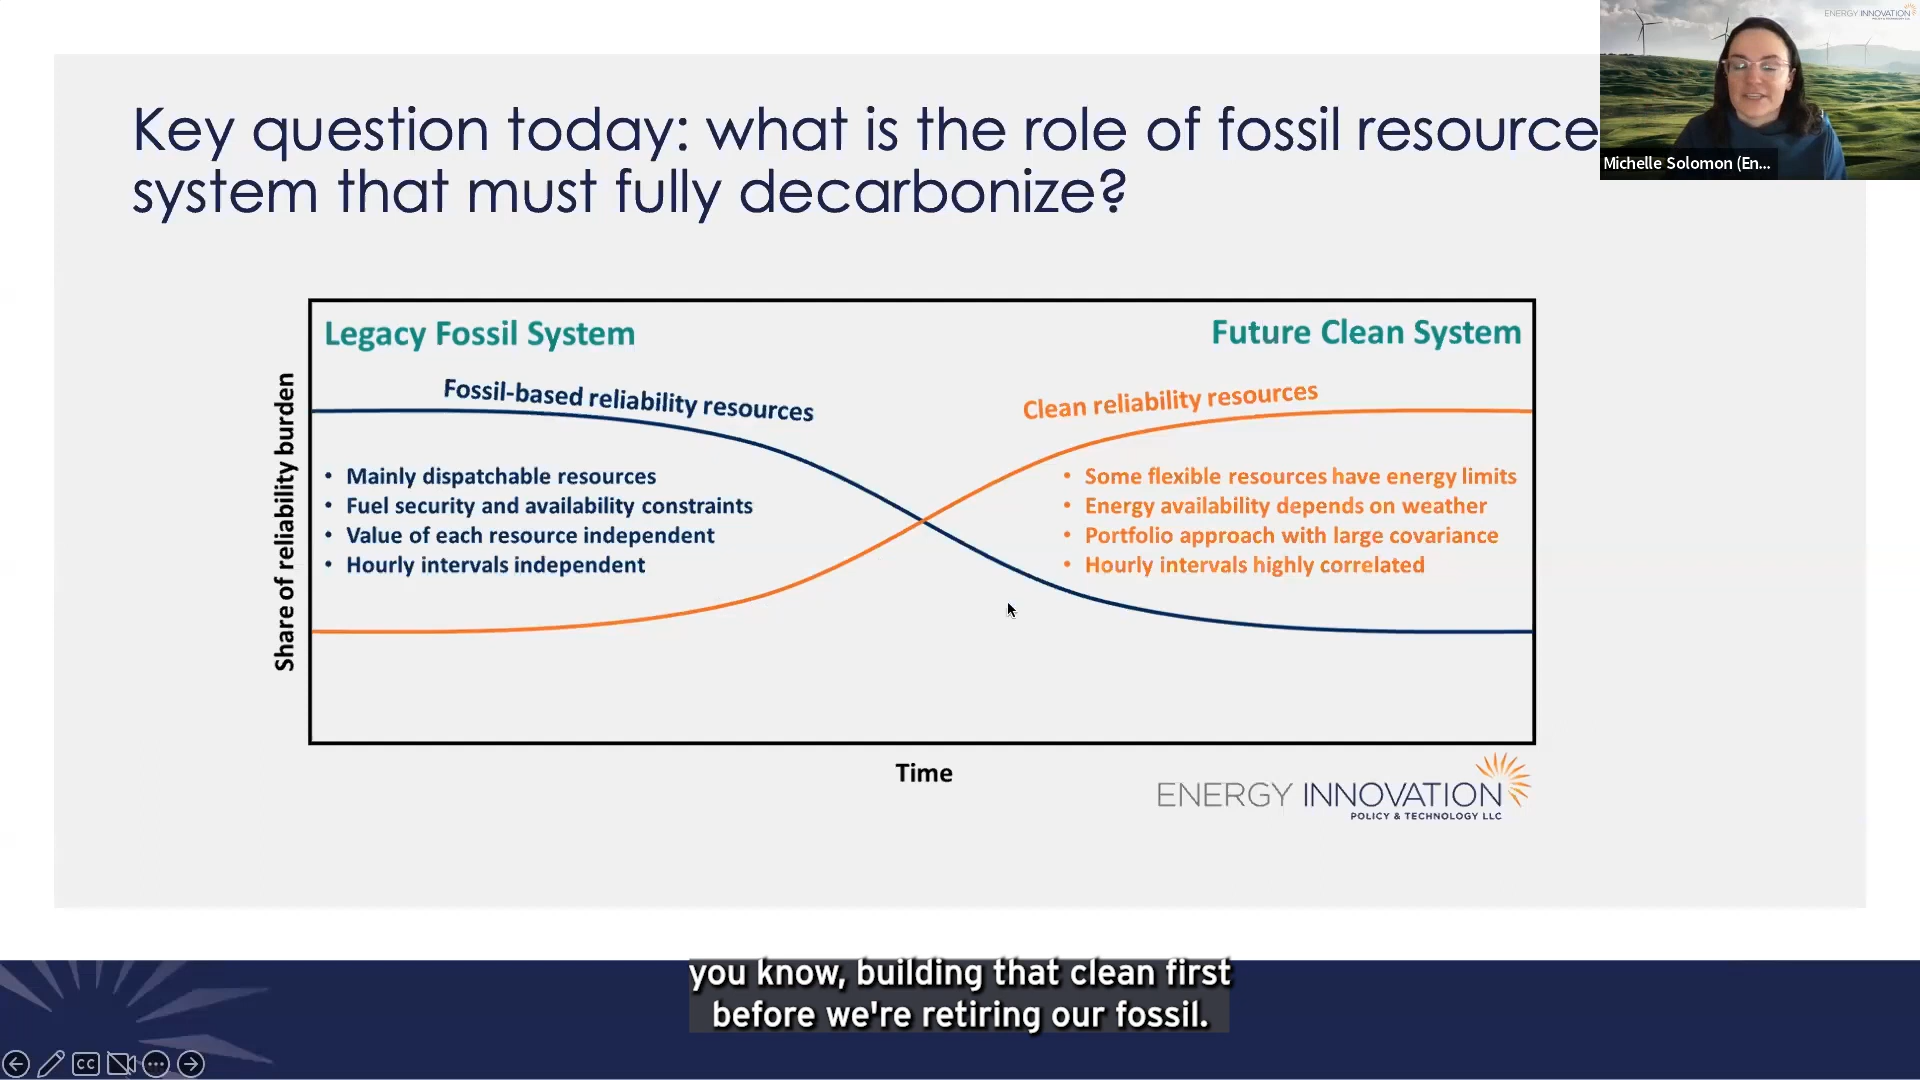 ENERGY INNOVATION
Michelle Solomon (En...
Key question today: what is the role of fossil resource
system that must fully decarbonize?
Legacy Fossil System
Future Clean System
Fossil-based reliability resources
Clean reliability resources
Share of reliability burden
• Mainly dispatchable resources
• Fuel security and availability constraints
• Value of each resource independent
• Hourly intervals independent
• Some flexible resources have energy limits
• Energy availability depends on weather
• Portfolio approach with large covariance
• Hourly intervals highly correlated
Time
ENERGY INNOVATION
POLICY & TECHNOLOGY LLC
you know, building that clean first
before we're retiring our fossil.
CC